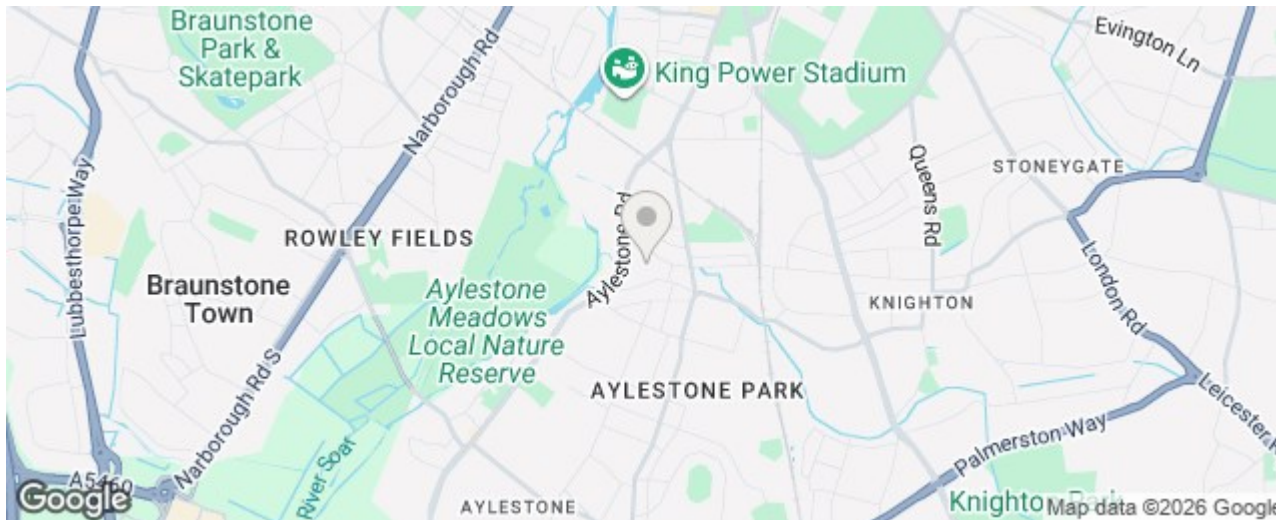 Braunstone
Park &
Skatepark
Narborough Rd
King Power Stadium
Evington Ln
Queens Rd
STONEYGATE
Lubbesthorpe Way
Aylestone Rd
ROWLEY FIELDS
Braunstone
Town
Aylestone
Meadows
Local Nature
Reserve
KNIGHTON
London Rd
AYLESTONE PARK
Narborough Rd S
Leicester R
Palmerston Way
River Soar
A5460
AYLESTONE
Knighton Park
Google
Map data ©2026 Google